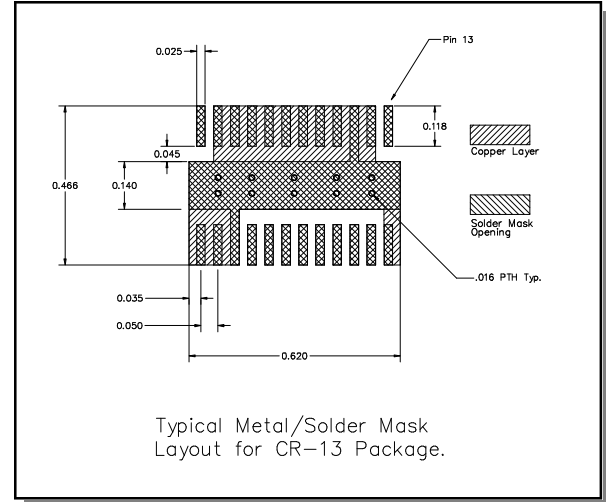 0.025
Pin 13
0.118
0.045
Copper Layer
0.466
0.140
Solder Mask
Opening
.016 PTH Typ.
0.035
0.050
0.620
Typical Metal/Solder Mask
Layout for CR-13 Package.